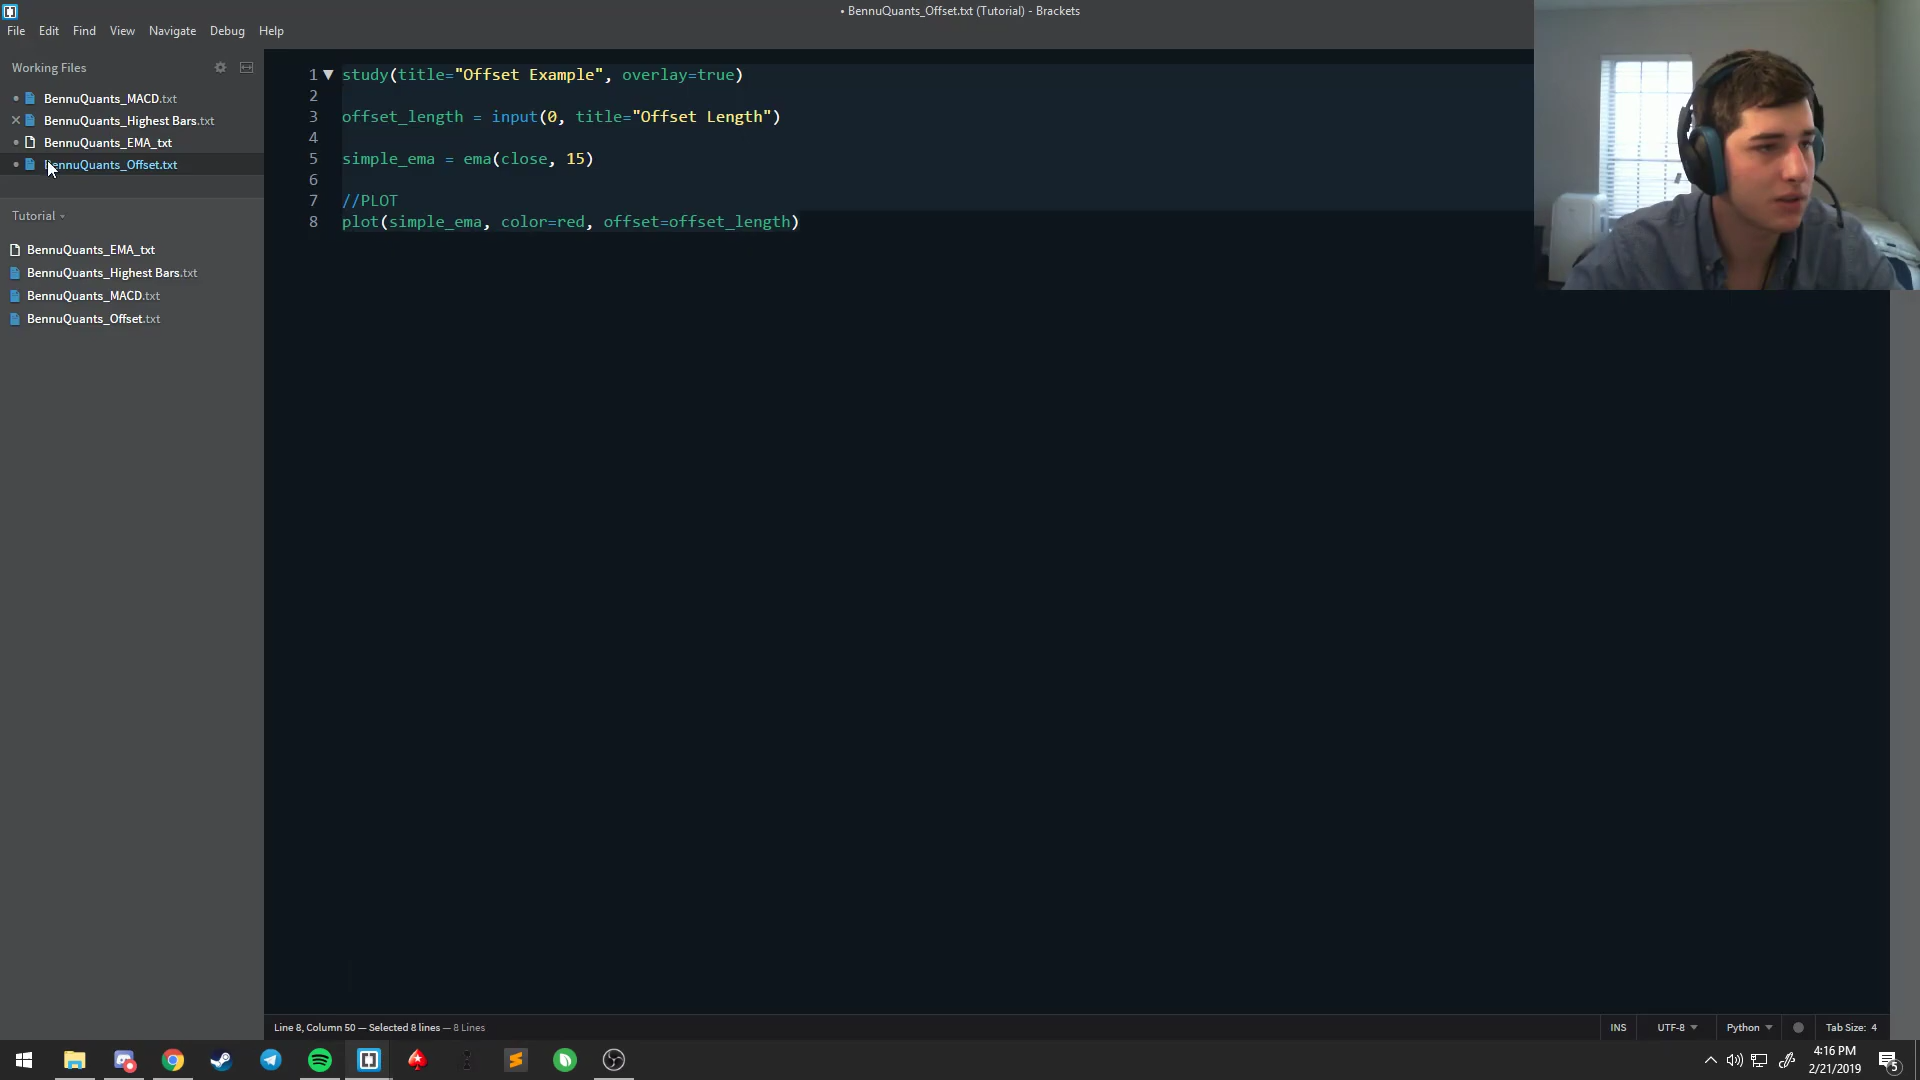 • BennuQuants_Offset.txt (Tutorial) - Brackets
File Edit Find View Navigate Debug Help
Working Files
BennuQuants_MACD.txt
BennuQuants_Highest Bars.txt
BennuQuants_EMA_txt
BennuQuants_Offset.txt
Tutorial
BennuQuants_EMA_txt
BennuQuants_Highest Bars.txt
BennuQuants_MACD.txt
BennuQuants_Offset.txt
1 study(title="Offset Example", overlay=true)
2
3 offset_length = input(0, title="Offset Length")
4
5 simple_ema = ema(close, 15)
6
7 //PLOT
8 plot(simple_ema, color=red, offset=offset_length)
Line 8, Column 50 — Selected 8 lines — 8 Lines
INS UTF-8 Python Tab Size: 4
4:16 PM
2/21/2019
5